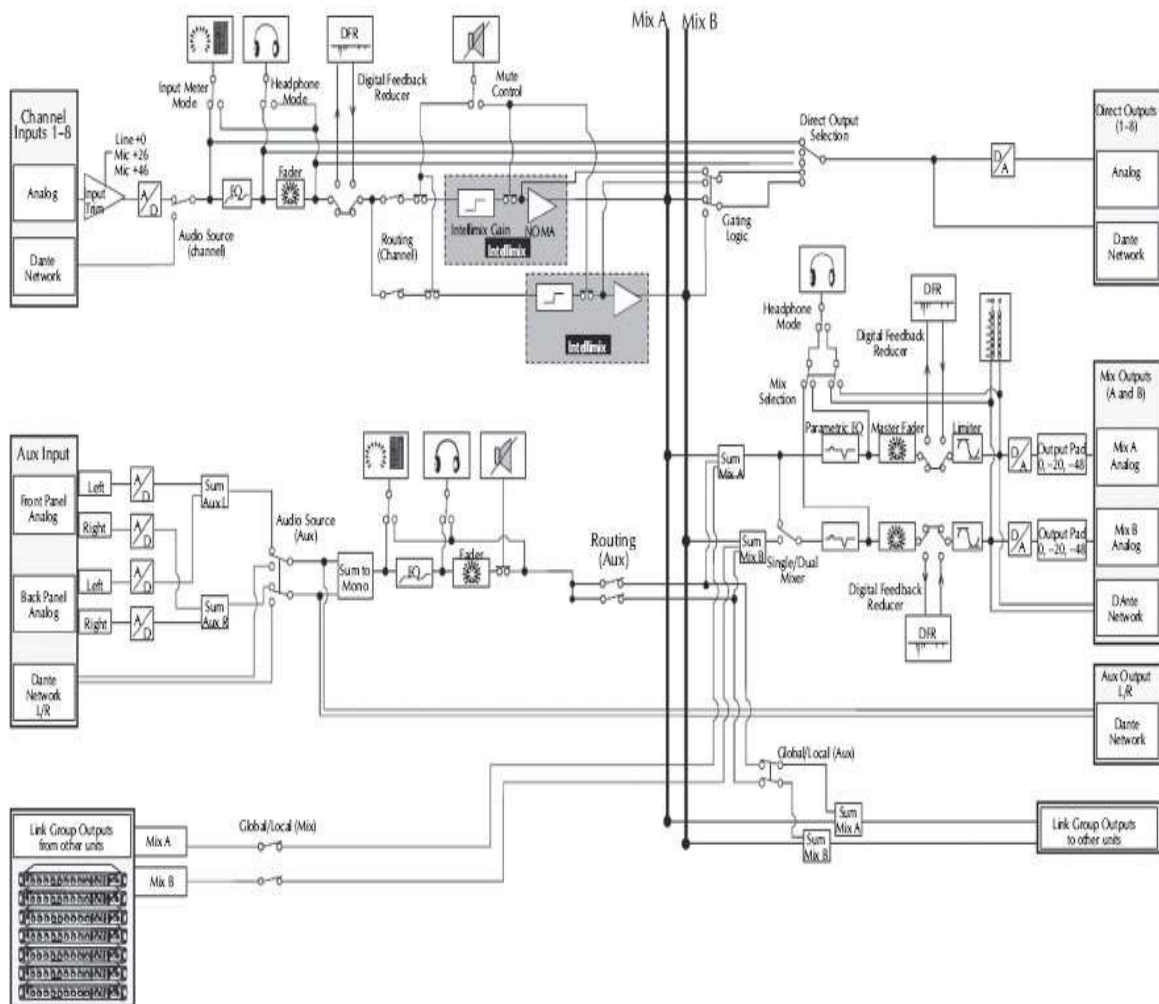 Mix A
Mix B
DFR
Input Meter
Mode
Headphone
Mode
Digital Feedback
Reducer
Mute
Control
Channel
Inputs 1–8
Analog
Dante
Network
Line +0
Mic +26
Mic +46
Input
Trim
A/D
Audio Source
(channel)
EQ
Fader
Routing
(Channel)
Intellimix Gain
NOMA
Intellimix
Intellimix
Direct Output
Selection
Gating
Logic
D/A
Direct Outputs
(1–8)
Analog
Dante
Network
Headphone
Mode
DFR
Digital Feedback
Reducer
Mix
Selection
Parametric EQ
Master Fader
Limiter
Sum
Mix A
D/A
Output Pad
0, –20, –48
Mix Outputs
(A and B)
Mix A
Analog
Sum
Mix B
Single/Dual
Mixer
D/A
Output Pad
0, –20, –48
Mix B
Analog
Digital Feedback
Reducer
DFR
DAnte
Network
Aux Input
Front Panel
Analog
Left
A/D
Right
A/D
Sum
Aux L
Back Panel
Analog
Left
A/D
Right
A/D
Sum
Aux R
Dante
Network
L/R
Audio Source
(Aux)
Sum to
Mono
EQ
Fader
Routing
(Aux)
Aux Output
L/R
Dante
Network
Global/Local (Aux)
Sum
Mix A
Sum
Mix B
Link Group Outputs
to other units
Link Group Outputs
from other units
Mix A
Mix B
Global/Local (Mix)